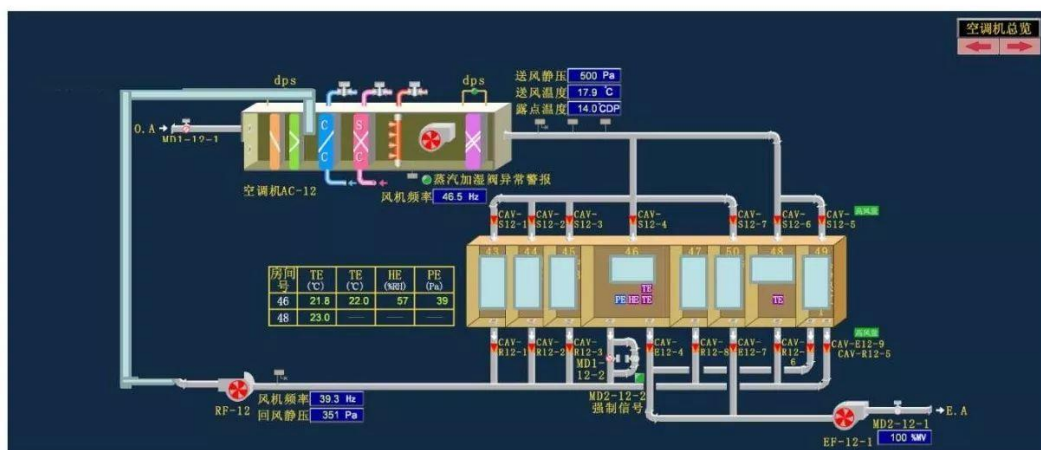 空调机总览
dps
dps
送风静压 500 Pa
送风温度 17.9 ℃
露点温度 14.0℃DP
O.A
MD1-12-1
C
C
S
C
空调机AC-12
蒸汽加湿阀异常警报
风机频率 46.5 Hz
CAV-S12-1
CAV-S12-2
CAV-S12-3
CAV-S12-4
CAV-S12-7
CAV-S12-6
CAV-S12-5
高风量
43 44 45 46 47 50 48 49
房间号 TE(℃) TE(℃) HE(%RH) PE(Pa)
46 21.8 22.0 57 39
48 23.0 —— —— ——
TE
PE HE TE
TE
高风量
CAV-R12-1
CAV-R12-2
CAV-R12-3
CAV-E12-4
CAV-R12-8
CAV-E12-7
CAV-R12-6
CAV-E12-9
CAV-R12-5
MD1-12-2
MD2-12-2
强制信号
RF-12
风机频率 39.3 Hz
回风静压 351 Pa
EF-12-1
MD2-12-1
100 %MV
E.A